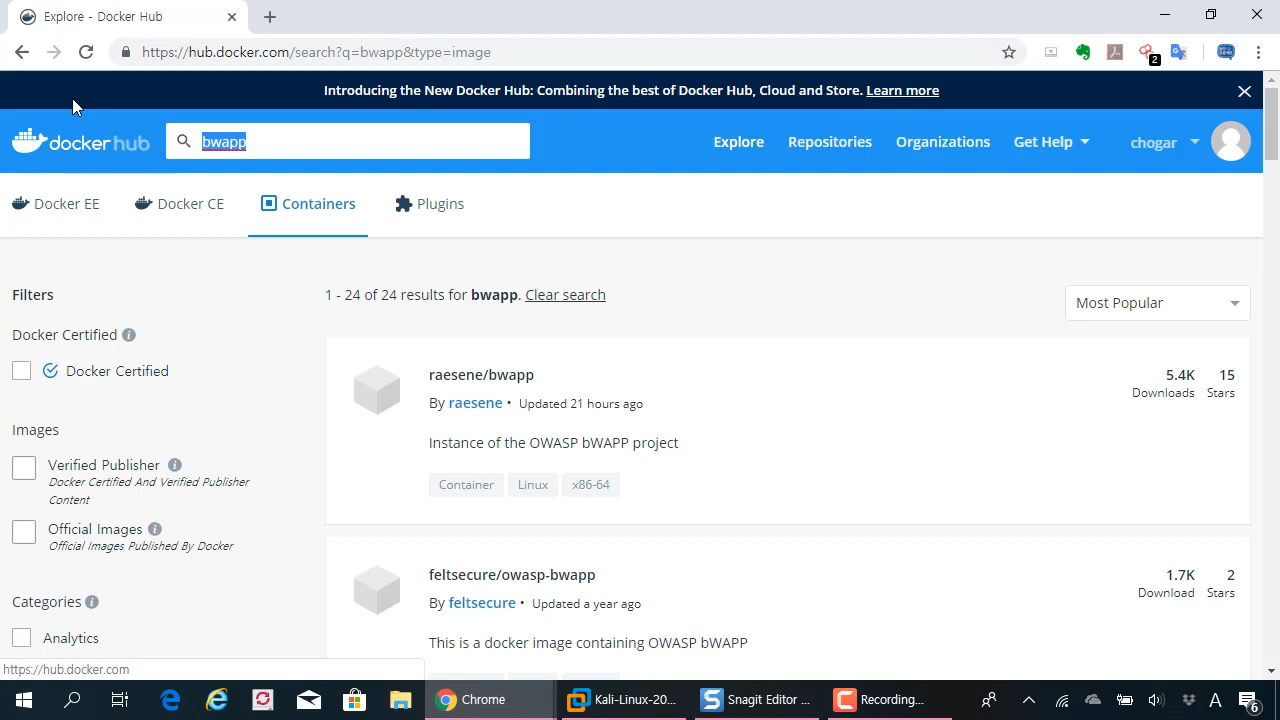 Explore - Docker Hub
https://hub.docker.com/search?q=bwapp&type=image
2
Introducing the New Docker Hub: Combining the best of Docker Hub, Cloud and Store. Learn more
docker hub
bwapp
Explore
Repositories
Organizations
Get Help
chogar
Docker EE
Docker CE
Containers
Plugins
Filters
1 - 24 of 24 results for bwapp. Clear search
Most Popular
Docker Certified
Docker Certified
Images
Verified Publisher
Docker Certified And Verified Publisher
Content
Official Images
Official Images Published By Docker
Categories
Analytics
raesene/bwapp
By raesene • Updated 21 hours ago
5.4K
Downloads
15
Stars
Instance of the OWASP bWAPP project
Container
Linux
x86-64
feltsecure/owasp-bwapp
By feltsecure • Updated a year ago
1.7K
Download
2
Stars
This is a docker image containing OWASP bWAPP
https://hub.docker.com
Chrome
Kali-Linux-20...
Snagit Editor ...
Recording...
A
6